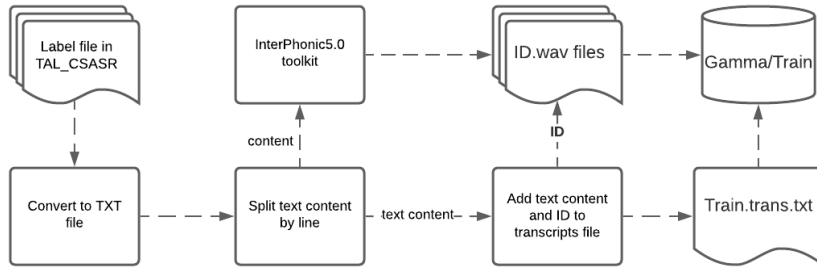 Label file in
TAL_CSASR
InterPhonic5.0
toolkit
ID.wav files
Gamma/Train
content
ID
Convert to TXT
file
Split text content
by line
text content
Add text content
and ID to
transcripts file
Train.trans.txt